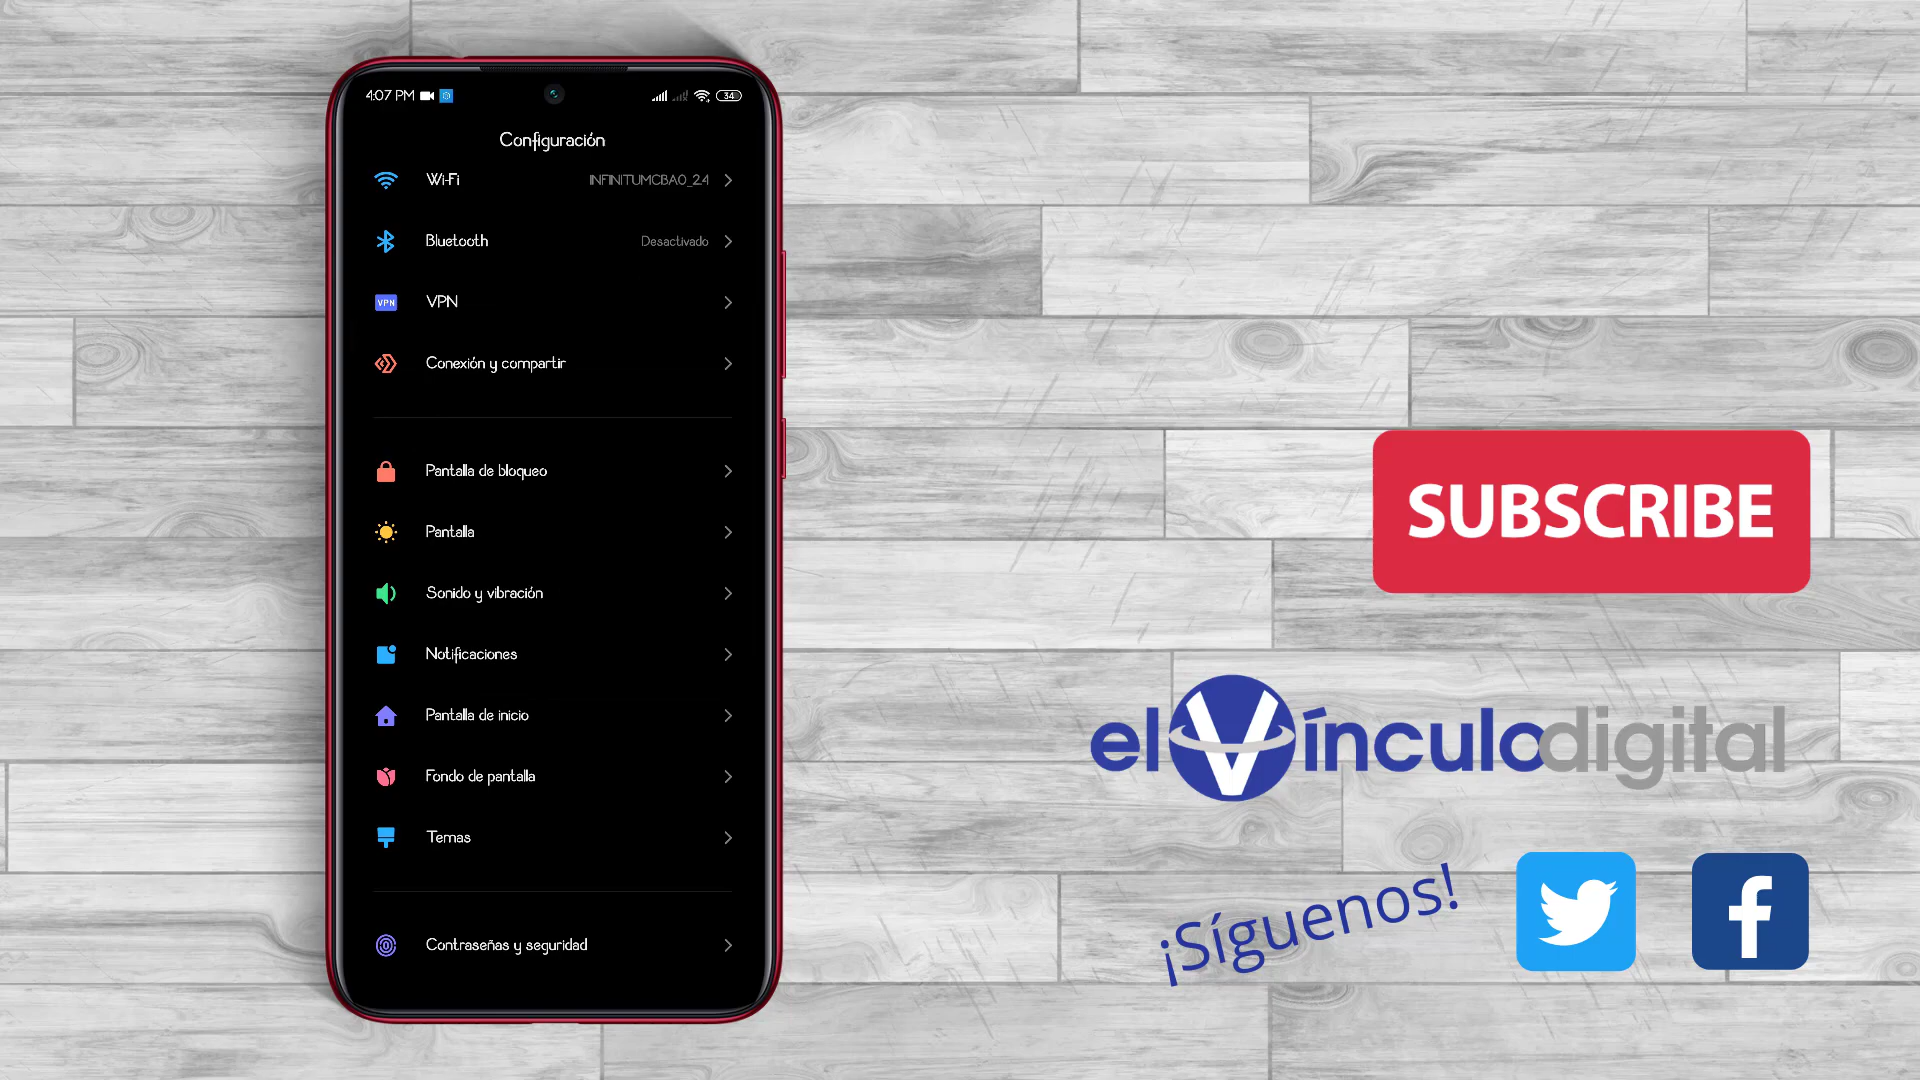 4:07 PM
34
Configuración
Wi-Fi INFINITUMCBA0_2.4
Bluetooth Desactivado
VPN VPN
Conexión y compartir
Pantalla de bloqueo
Pantalla
Sonido y vibración
Notificaciones
Pantalla de inicio
Fondo de pantalla
Temas
Contraseñas y seguridad
SUBSCRIBE
elVínculodigital
¡Síguenos!